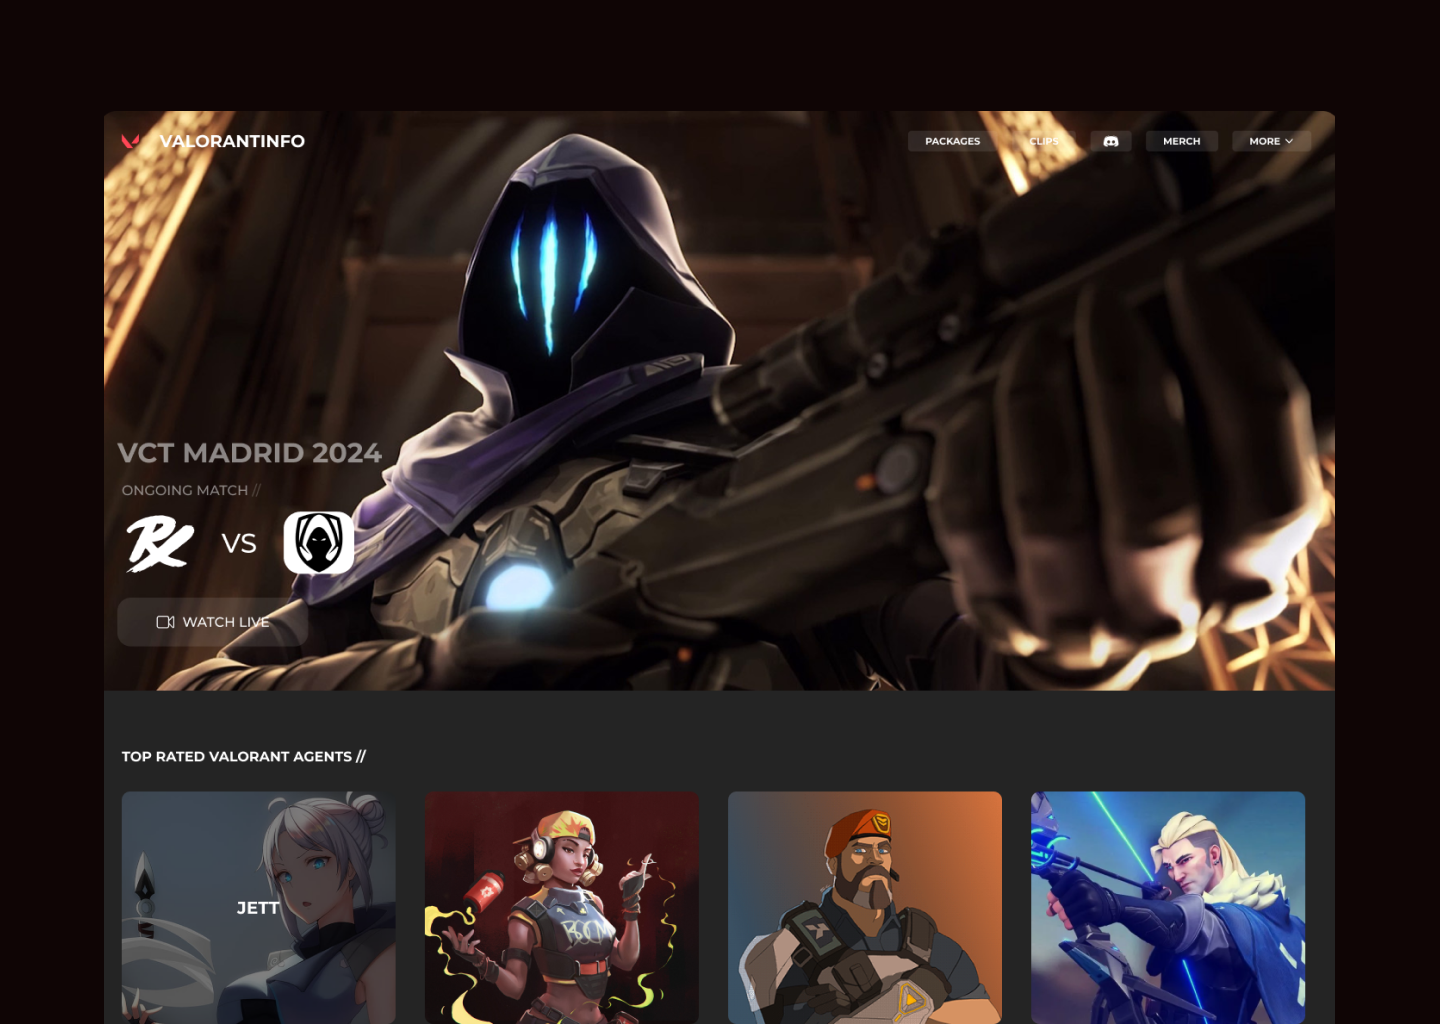 VALORANTINFO
PACKAGES
CLIPS
MERCH
MORE
VCT MADRID 2024
ONGOING MATCH //
VS
WATCH LIVE
TOP RATED VALORANT AGENTS //
JETT
BOOM